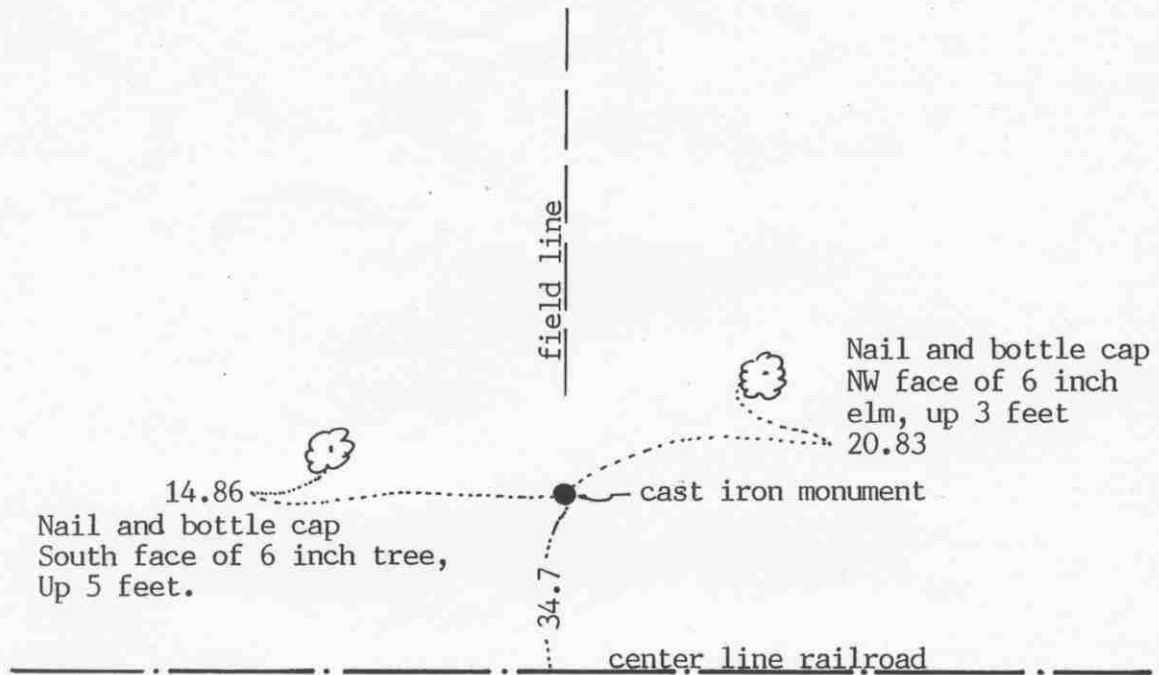 field line
Nail and bottle cap
NW face of 6 inch
elm, up 3 feet
20.83
14.86
cast iron monument
Nail and bottle cap
South face of 6 inch tree,
Up 5 feet.
34.7
center line railroad